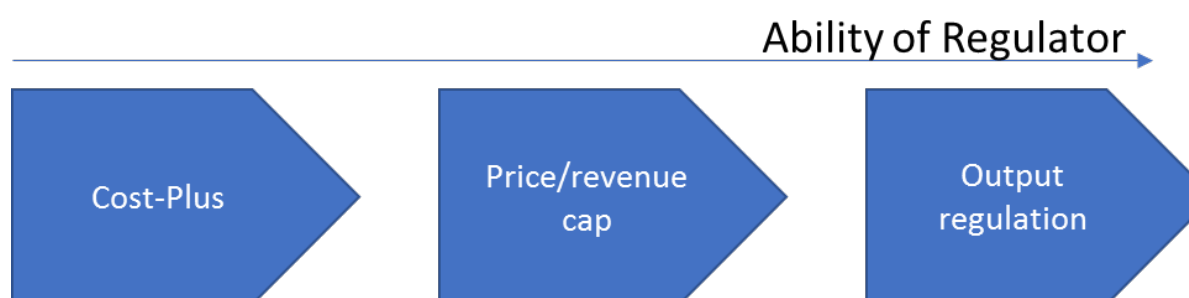 Ability of Regulator
Cost-Plus
Price/revenue
cap
Output
regulation